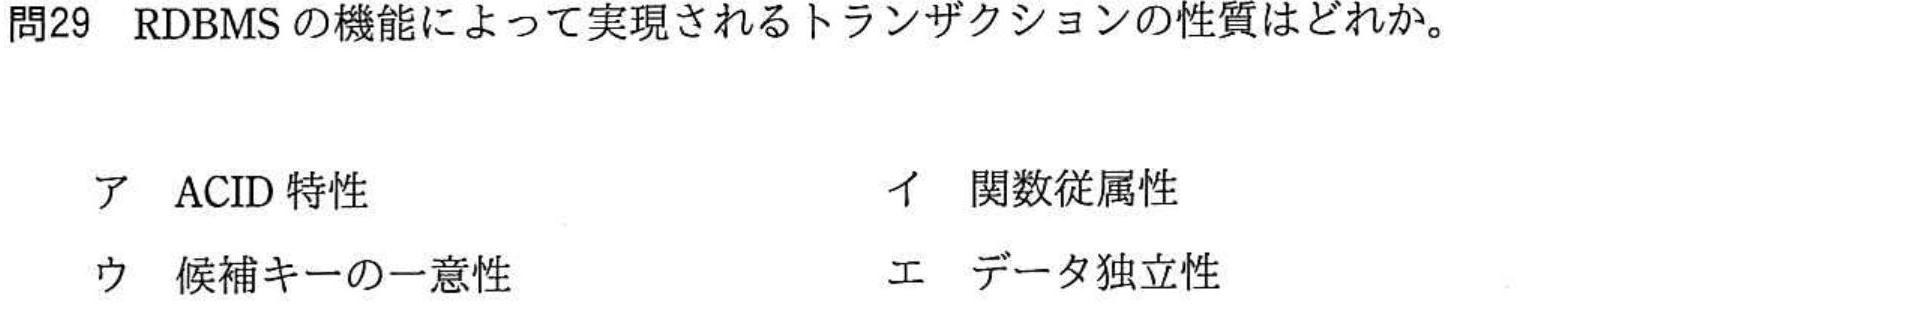 問29 RDBMS の機能によって実現されるトランザクションの性質はどれか。
ア ACID 特性 イ 関数従属性
ウ 候補キーの一意性 エ データ独立性